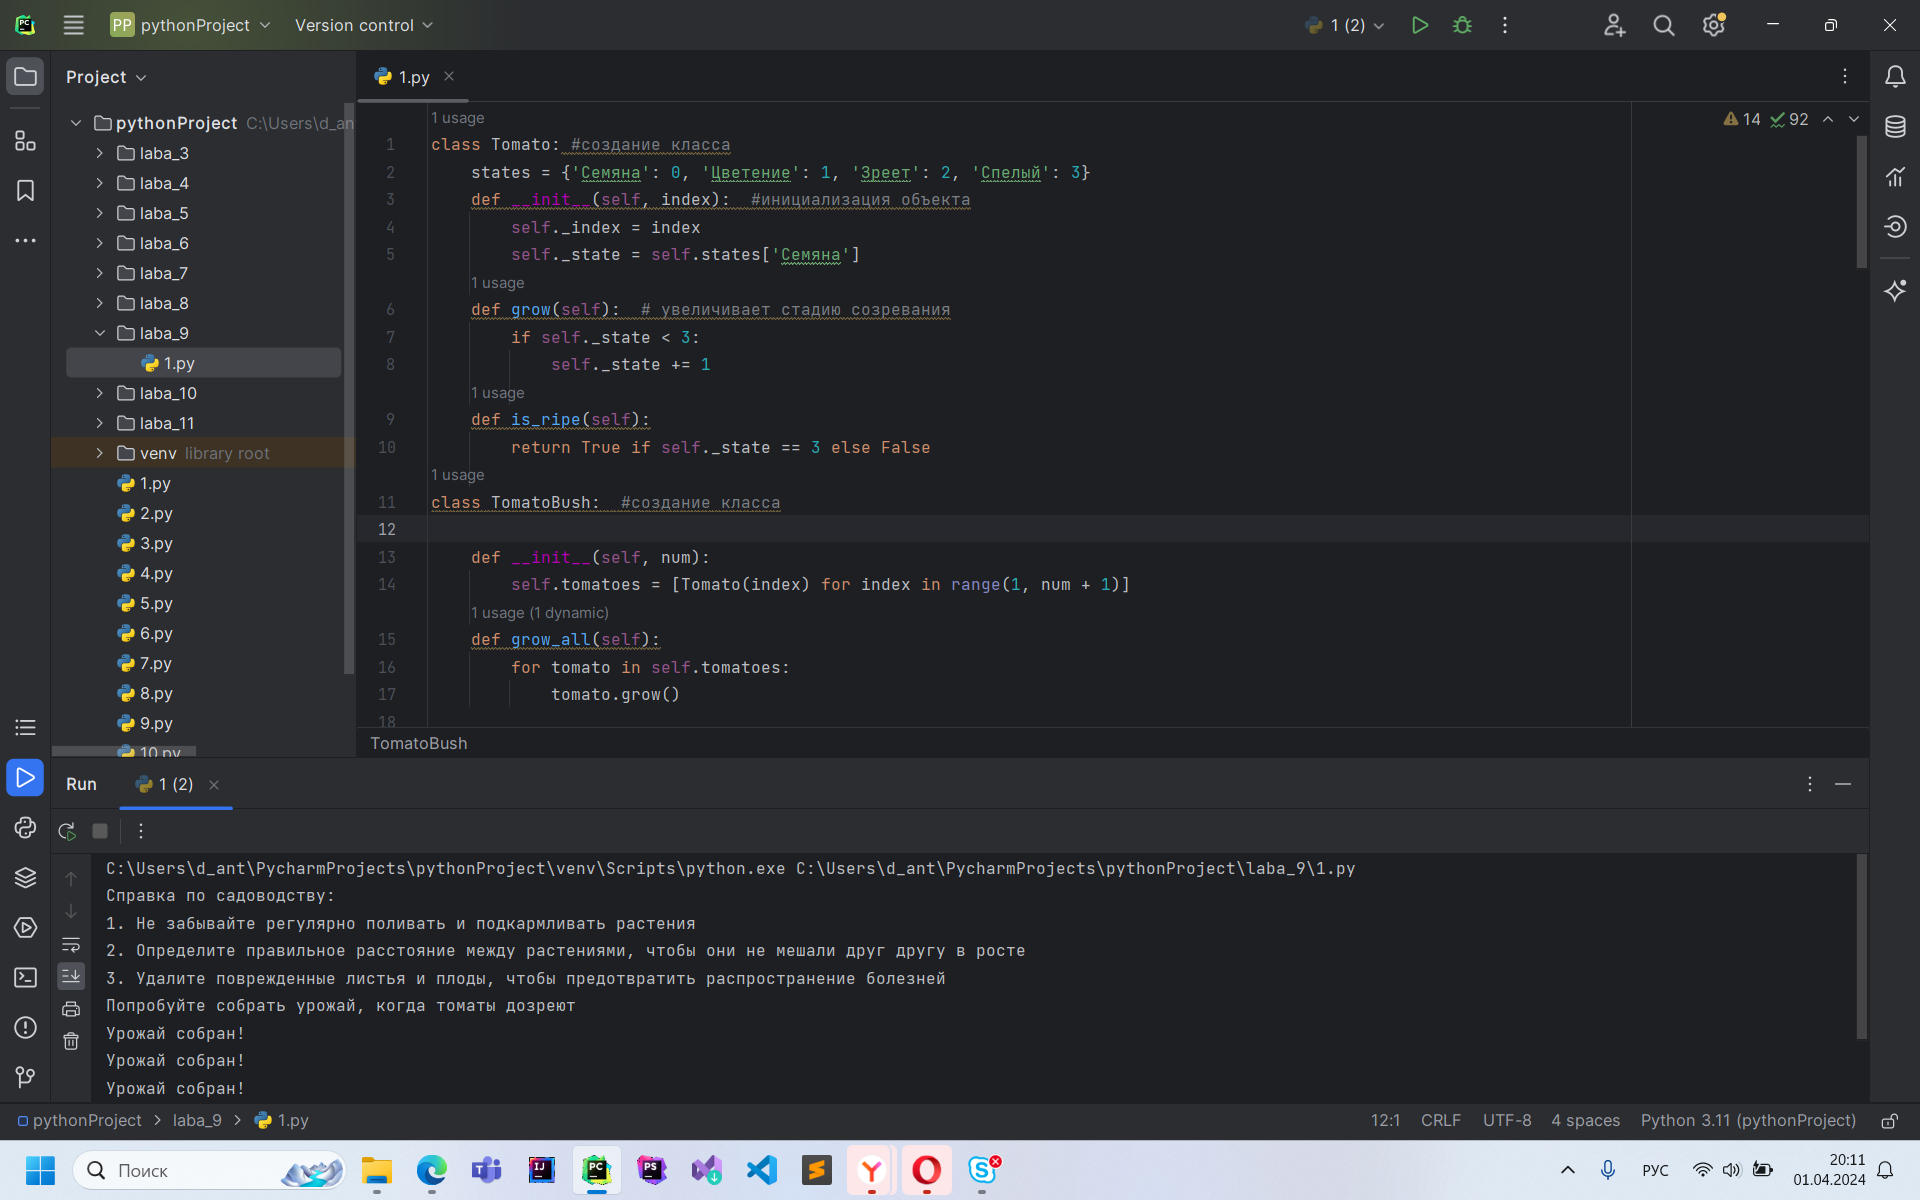 PP pythonProject Version control 1 (2)
Project
1.py
pythonProject C:\Users\d_an
laba_3
laba_4
laba_5
laba_6
laba_7
laba_8
laba_9
1.py
laba_10
laba_11
venv library root
1.py
2.py
3.py
4.py
5.py
6.py
7.py
8.py
9.py
10.py
14 92
1 usage
1 class Tomato: #создание класса
2 states = {'Семяна': 0, 'Цветение': 1, 'Зреет': 2, 'Спелый': 3}
3 def __init__(self, index): #инициализация объекта
4 self._index = index
5 self._state = self.states['Семяна']
1 usage
6 def grow(self): # увеличивает стадию созревания
7 if self._state < 3:
8 self._state += 1
1 usage
9 def is_ripe(self):
10 return True if self._state == 3 else False
1 usage
11 class TomatoBush: #создание класса
12
13 def __init__(self, num):
14 self.tomatoes = [Tomato(index) for index in range(1, num + 1)]
1 usage (1 dynamic)
15 def grow_all(self):
16 for tomato in self.tomatoes:
17 tomato.grow()
18
TomatoBush
Run 1 (2)
C:\Users\d_ant\PycharmProjects\pythonProject\venv\Scripts\python.exe C:\Users\d_ant\PycharmProjects\pythonProject\laba_9\1.py
Справка по садоводству:
1. Не забывайте регулярно поливать и подкармливать растения
2. Определите правильное расстояние между растениями, чтобы они не мешали друг другу в росте
3. Удалите поврежденные листья и плоды, чтобы предотвратить распространение болезней
Попробуйте собрать урожай, когда томаты дозреют
Урожай собран!
Урожай собран!
Урожай собран!
pythonProject laba_9 1.py 12:1 CRLF UTF-8 4 spaces Python 3.11 (pythonProject)
Поиск
РУС
20:11
01.04.2024